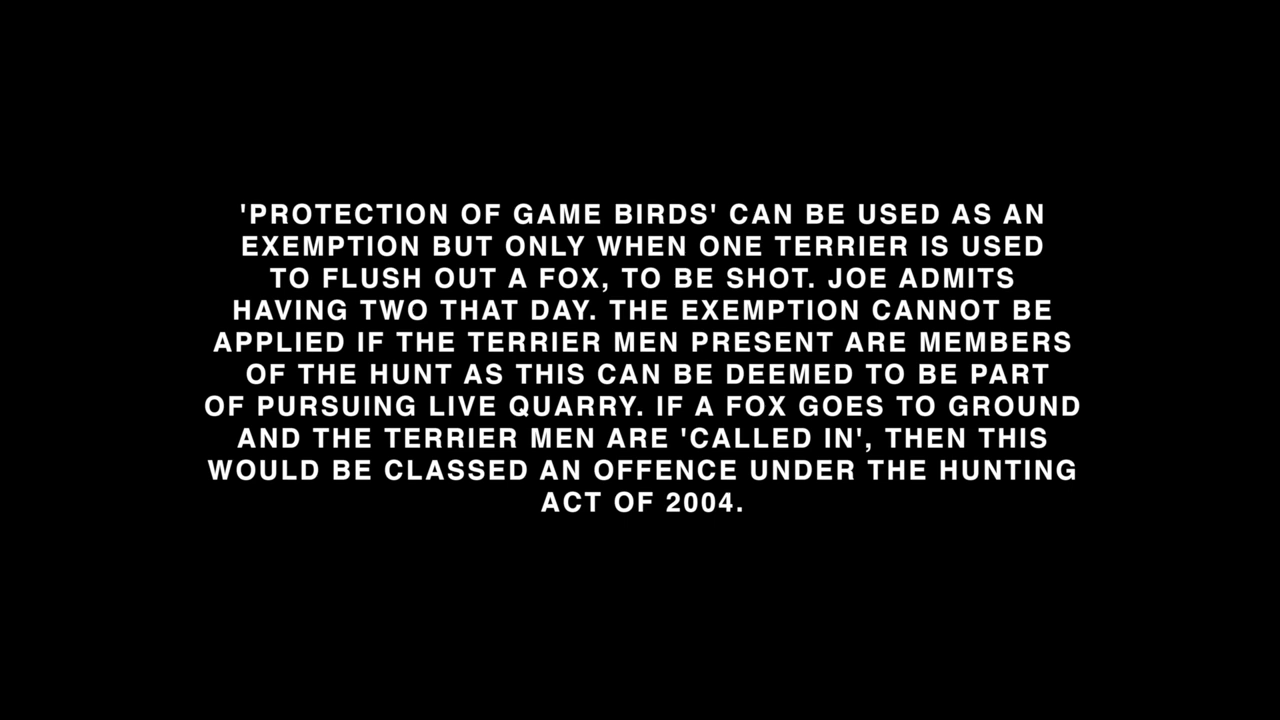 'PROTECTION OF GAME BIRDS' CAN BE USED AS AN
EXEMPTION BUT ONLY WHEN ONE TERRIER IS USED
TO FLUSH OUT A FOX, TO BE SHOT. JOE ADMITS
HAVING TWO THAT DAY. THE EXEMPTION CANNOT BE
APPLIED IF THE TERRIER MEN PRESENT ARE MEMBERS
OF THE HUNT AS THIS CAN BE DEEMED TO BE PART
OF PURSUING LIVE QUARRY. IF A FOX GOES TO GROUND
AND THE TERRIER MEN ARE 'CALLED IN', THEN THIS
WOULD BE CLASSED AN OFFENCE UNDER THE HUNTING
ACT OF 2004.